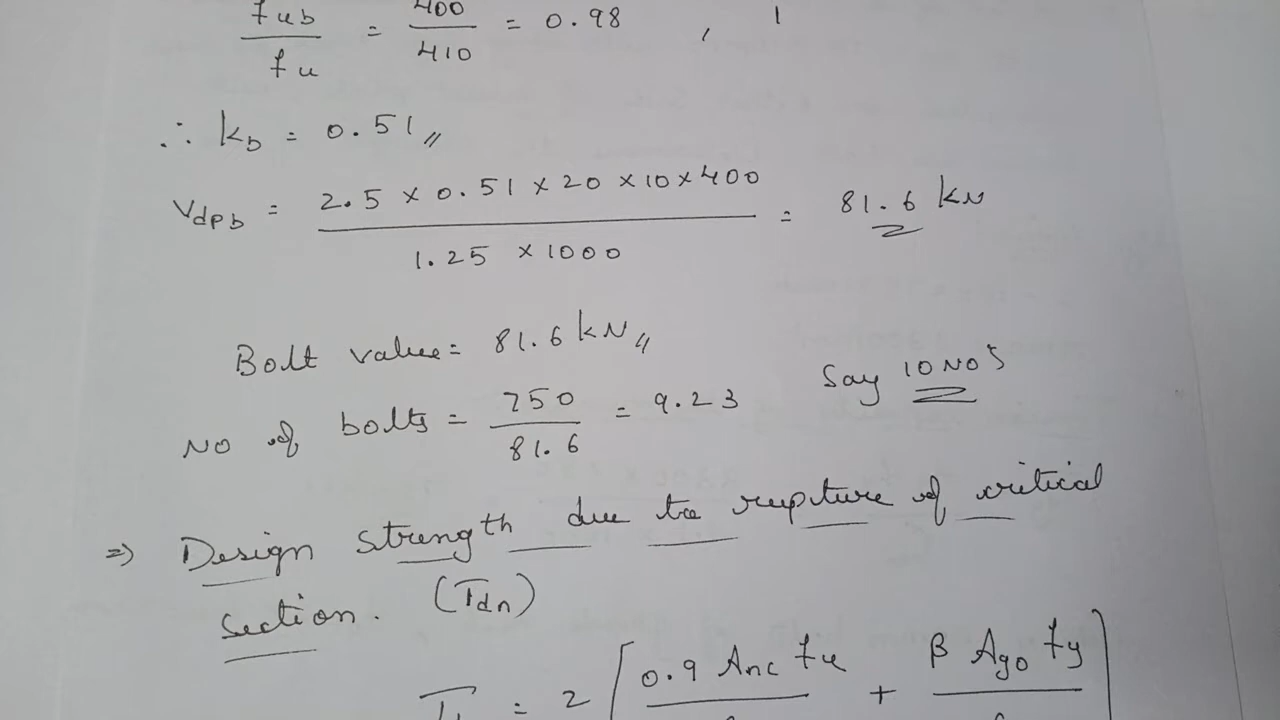 fub/fu = 400/410 = 0.98 , 1
∴ kb = 0.51 〃
Vdpb = (2.5 × 0.51 × 20 × 10 × 400)/(1.25 × 1000) = 81.6 kN
Bolt value = 81.6 kN 〃
No of bolts = 750/81.6 = 9.23 Say 10 NOS
⇒ Design strength due to rupture of critical
section. (Tdn)
= 2 [ 0.9 Anc fu + β Ago fy ]